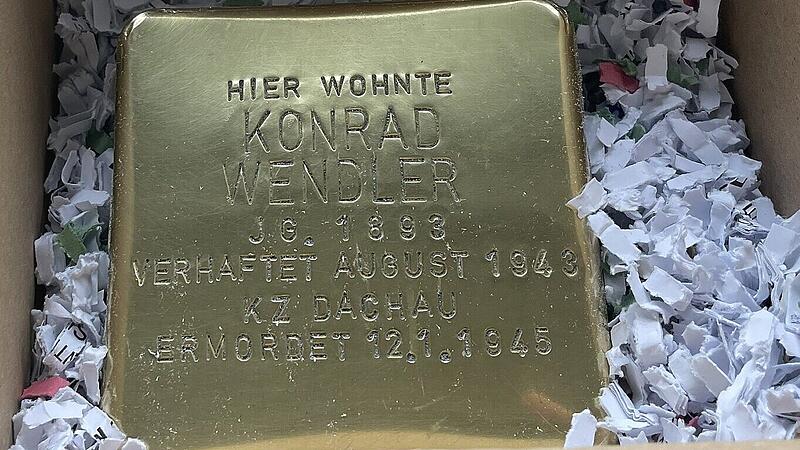 HIER WOHNTE
KONRAD
WENDLER
JG. 1893
VERHAFTET AUGUST 1943
KZ DACHAU
ERMORDET 12.1.1945